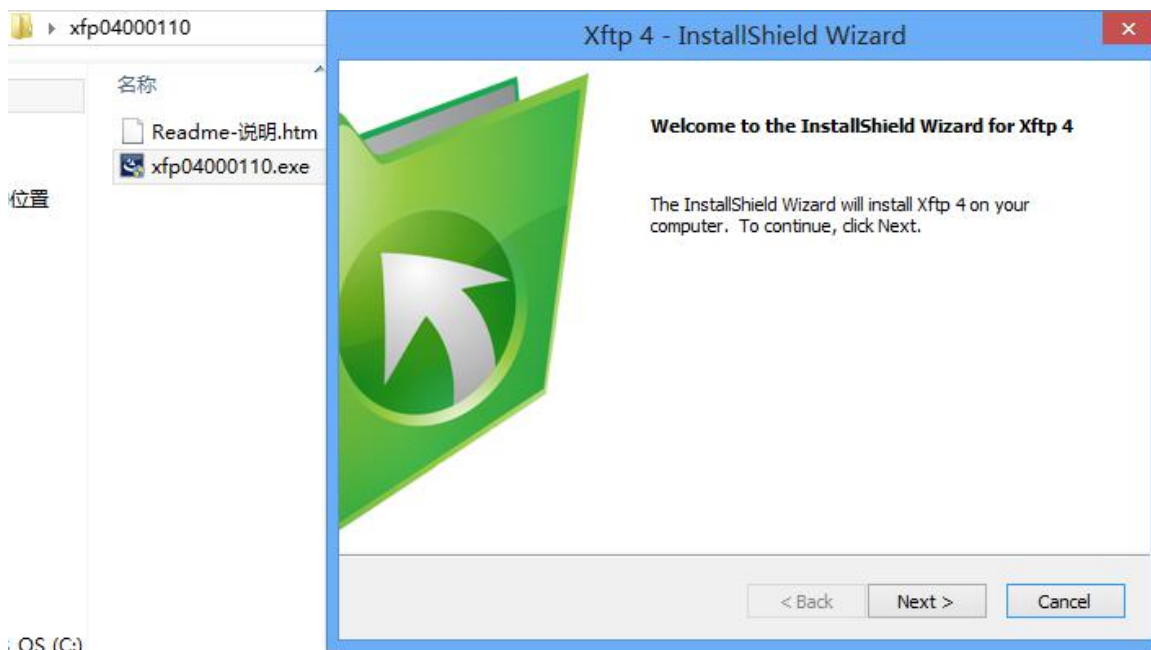 xfp04000110
名称
Readme-说明.htm
xfp04000110.exe
位置
OS (C:)
Xftp 4 - InstallShield Wizard
Welcome to the InstallShield Wizard for Xftp 4
The InstallShield Wizard will install Xftp 4 on your
computer. To continue, click Next.
< Back
Next >
Cancel